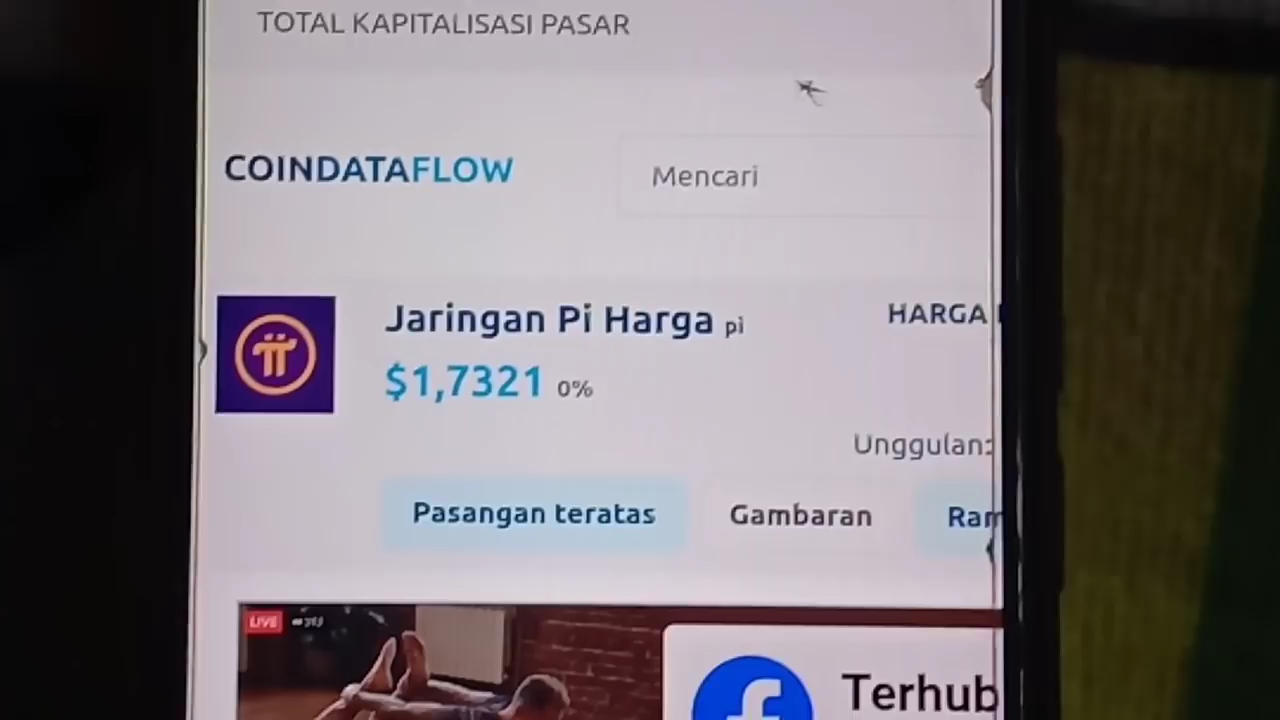 TOTAL KAPITALISASI PASAR
COINDATAFLOW
Mencari
Jaringan Pi Harga pi
HARGA
$1,7321 0%
Unggulan:
Pasangan teratas
Gambaran
Ram
LIVE
f
Terhub